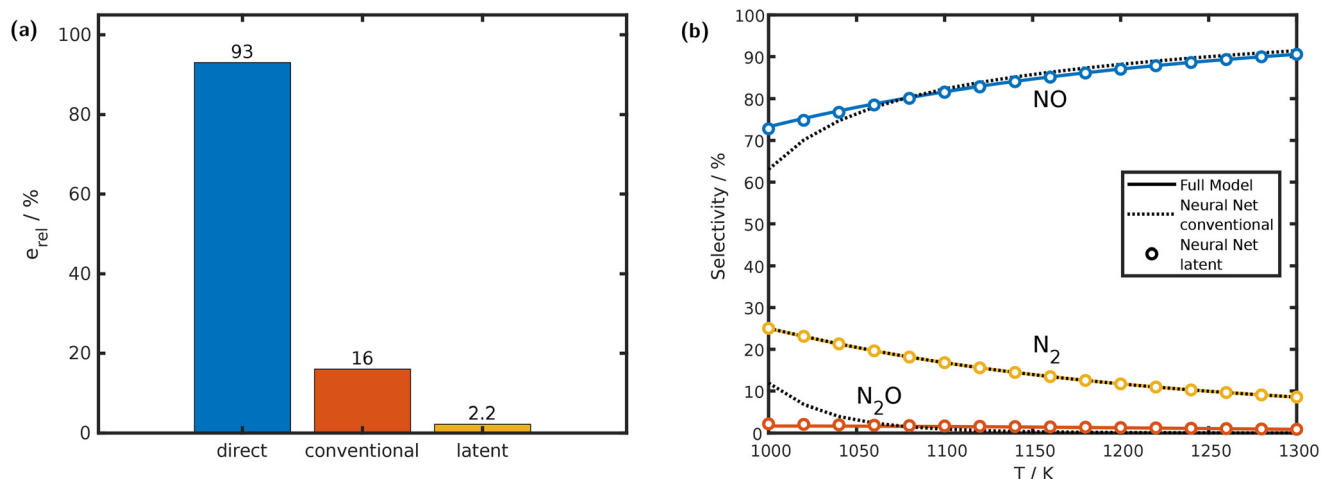 (a)
100
80
60
40
20
0
e_rel / %
93
16
2.2
direct conventional latent
(b)
100
90
80
70
60
50
40
30
20
10
0
Selectivity / %
NO
Full Model
Neural Net
conventional
Neural Net
latent
N₂
N₂O
1000 1050 1100 1150 1200 1250 1300
T / K